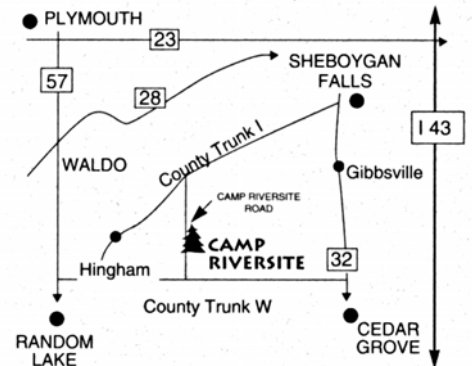 PLYMOUTH
23
57
SHEBOYGAN
FALLS
28
I 43
County Trunk I
WALDO
Gibbsville
CAMP RIVERSITE
ROAD
CAMP
RIVERSITE
Hingham
32
County Trunk W
RANDOM
LAKE
CEDAR
GROVE